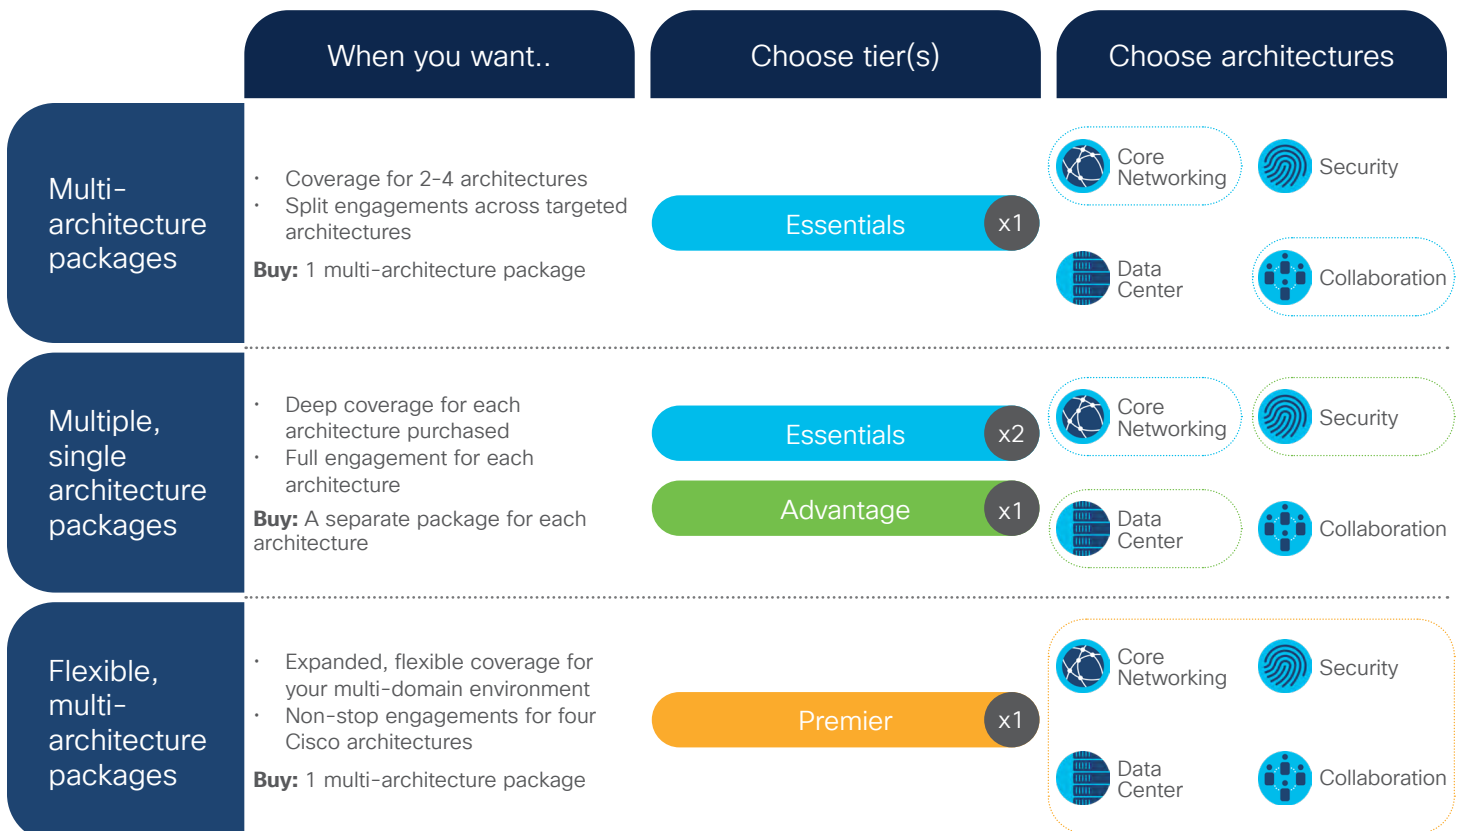 When you want..
Choose tier(s)
Choose architectures
Multi-
architecture
packages
· Coverage for 2-4 architectures
· Split engagements across targeted
architectures
Buy: 1 multi-architecture package
Essentials
x1
Core
Networking
Security
Data
Center
Collaboration
Multiple,
single
architecture
packages
· Deep coverage for each
architecture purchased
· Full engagement for each
architecture
Buy: A separate package for each
architecture
Essentials
x2
Advantage
x1
Core
Networking
Security
Data
Center
Collaboration
Flexible,
multi-
architecture
packages
· Expanded, flexible coverage for
your multi-domain environment
· Non-stop engagements for four
Cisco architectures
Buy: 1 multi-architecture package
Premier
x1
Core
Networking
Security
Data
Center
Collaboration